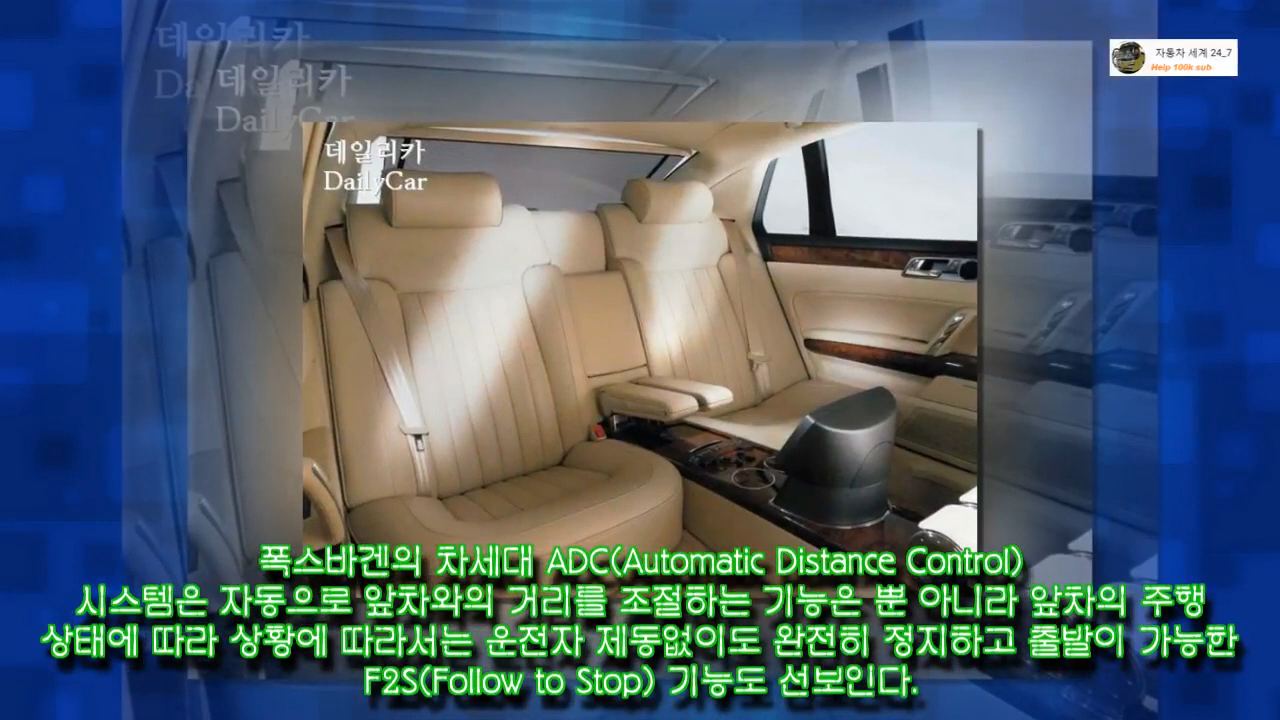 데일리카
데일리카
DailyCar
데일리카
DailyCar
자동차 세계 24_7
Help 100k sub
폭스바겐의 차세대 ADC(Automatic Distance Control)
시스템은 자동으로 앞차와의 거리를 조절하는 기능은 뿐 아니라 앞차의 주행
상태에 따라 상황에 따라서는 운전자 제동없이도 완전히 정지하고 출발이 가능한
F2S(Follow to Stop) 기능도 선보인다.